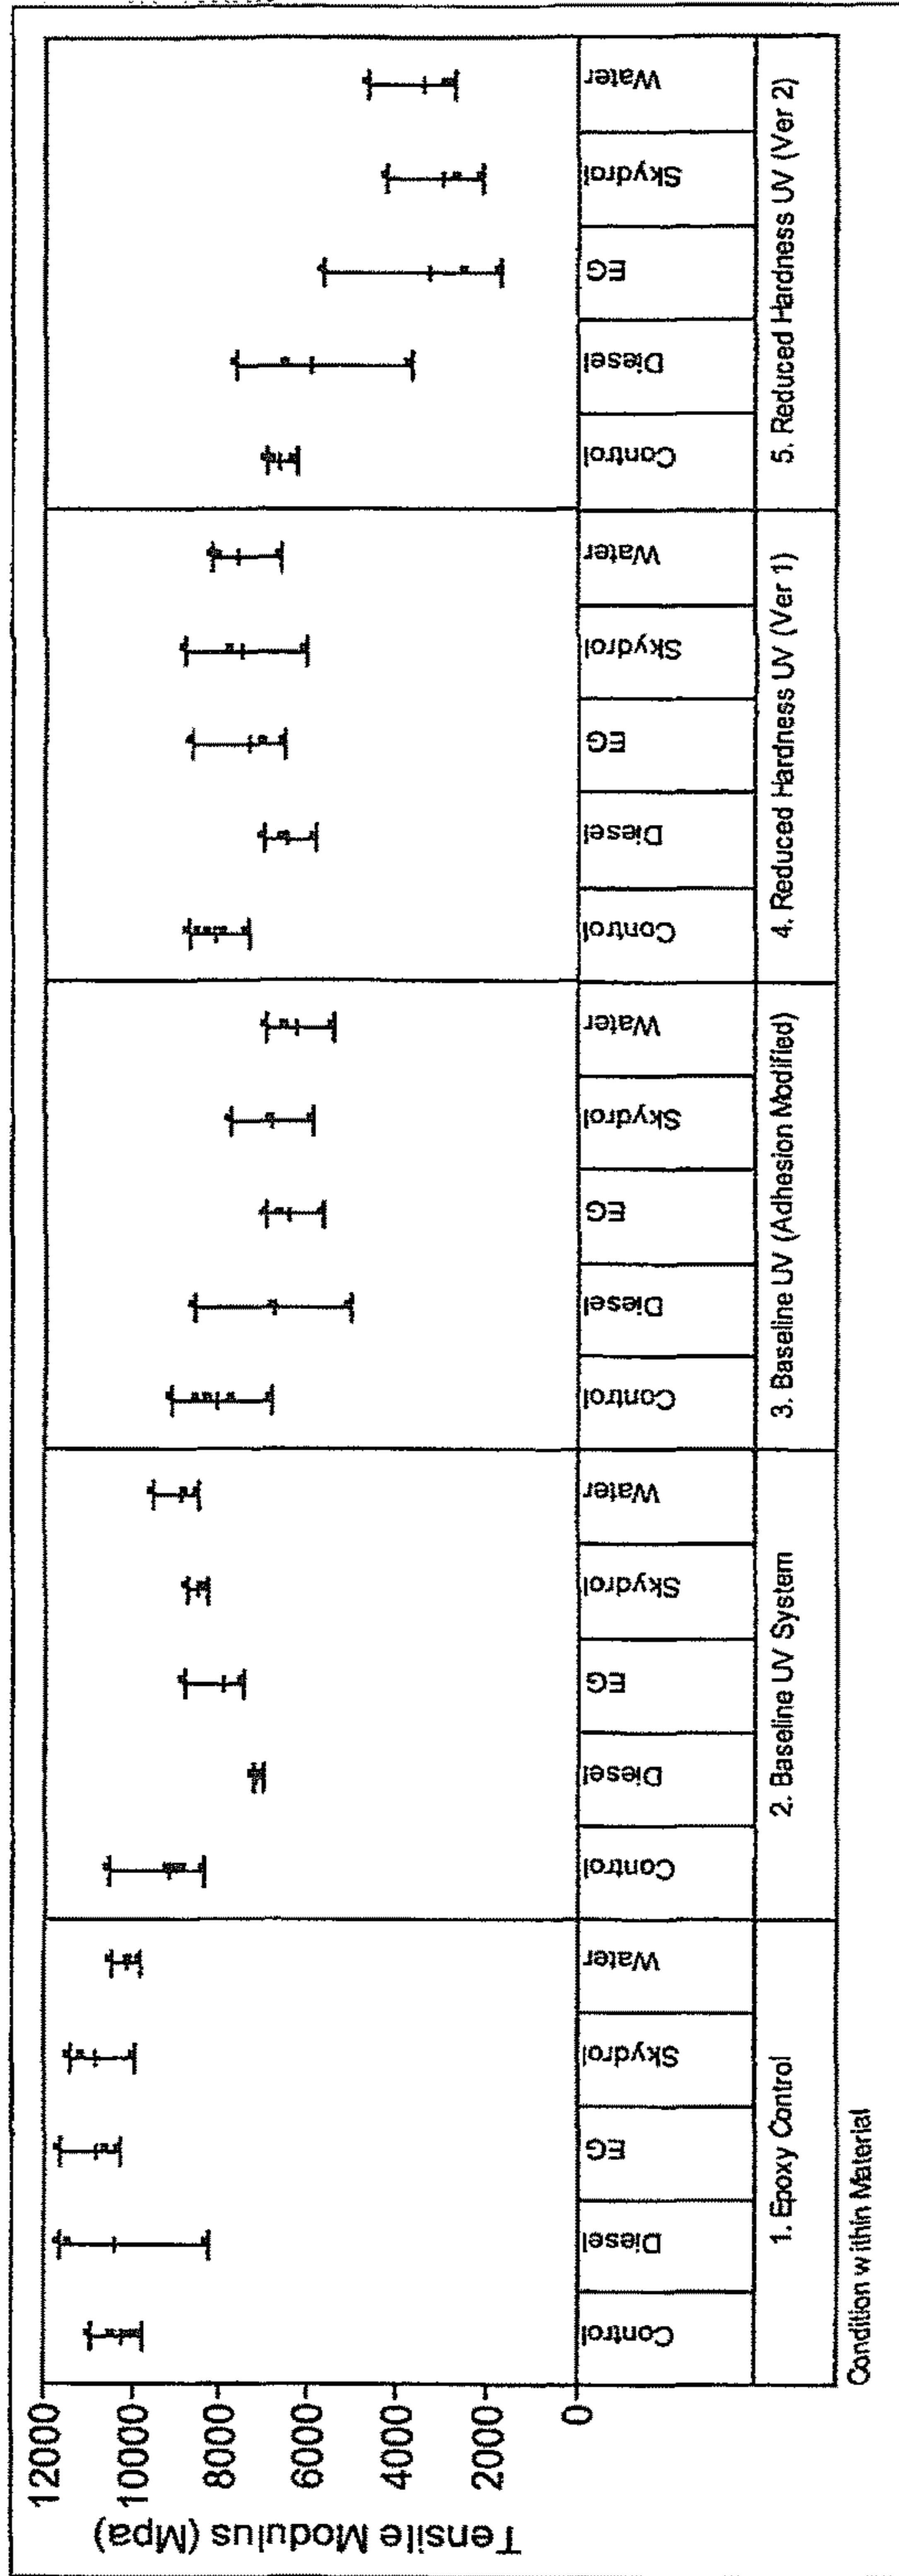 Tensile Modulus (Mpa)
12000
10000
8000
6000
4000
2000
0
Control
Diesel
EG
Skydrol
Water
Control
Diesel
EG
Skydrol
Water
Control
Diesel
EG
Skydrol
Water
Control
Diesel
EG
Skydrol
Water
Control
Diesel
EG
Skydrol
Water
1. Epoxy Control
2. Baseline UV System
3. Baseline UV (Adhesion Modified)
4. Reduced Hardness UV (Ver 1)
5. Reduced Hardness UV (Ver 2)
Condition within Material